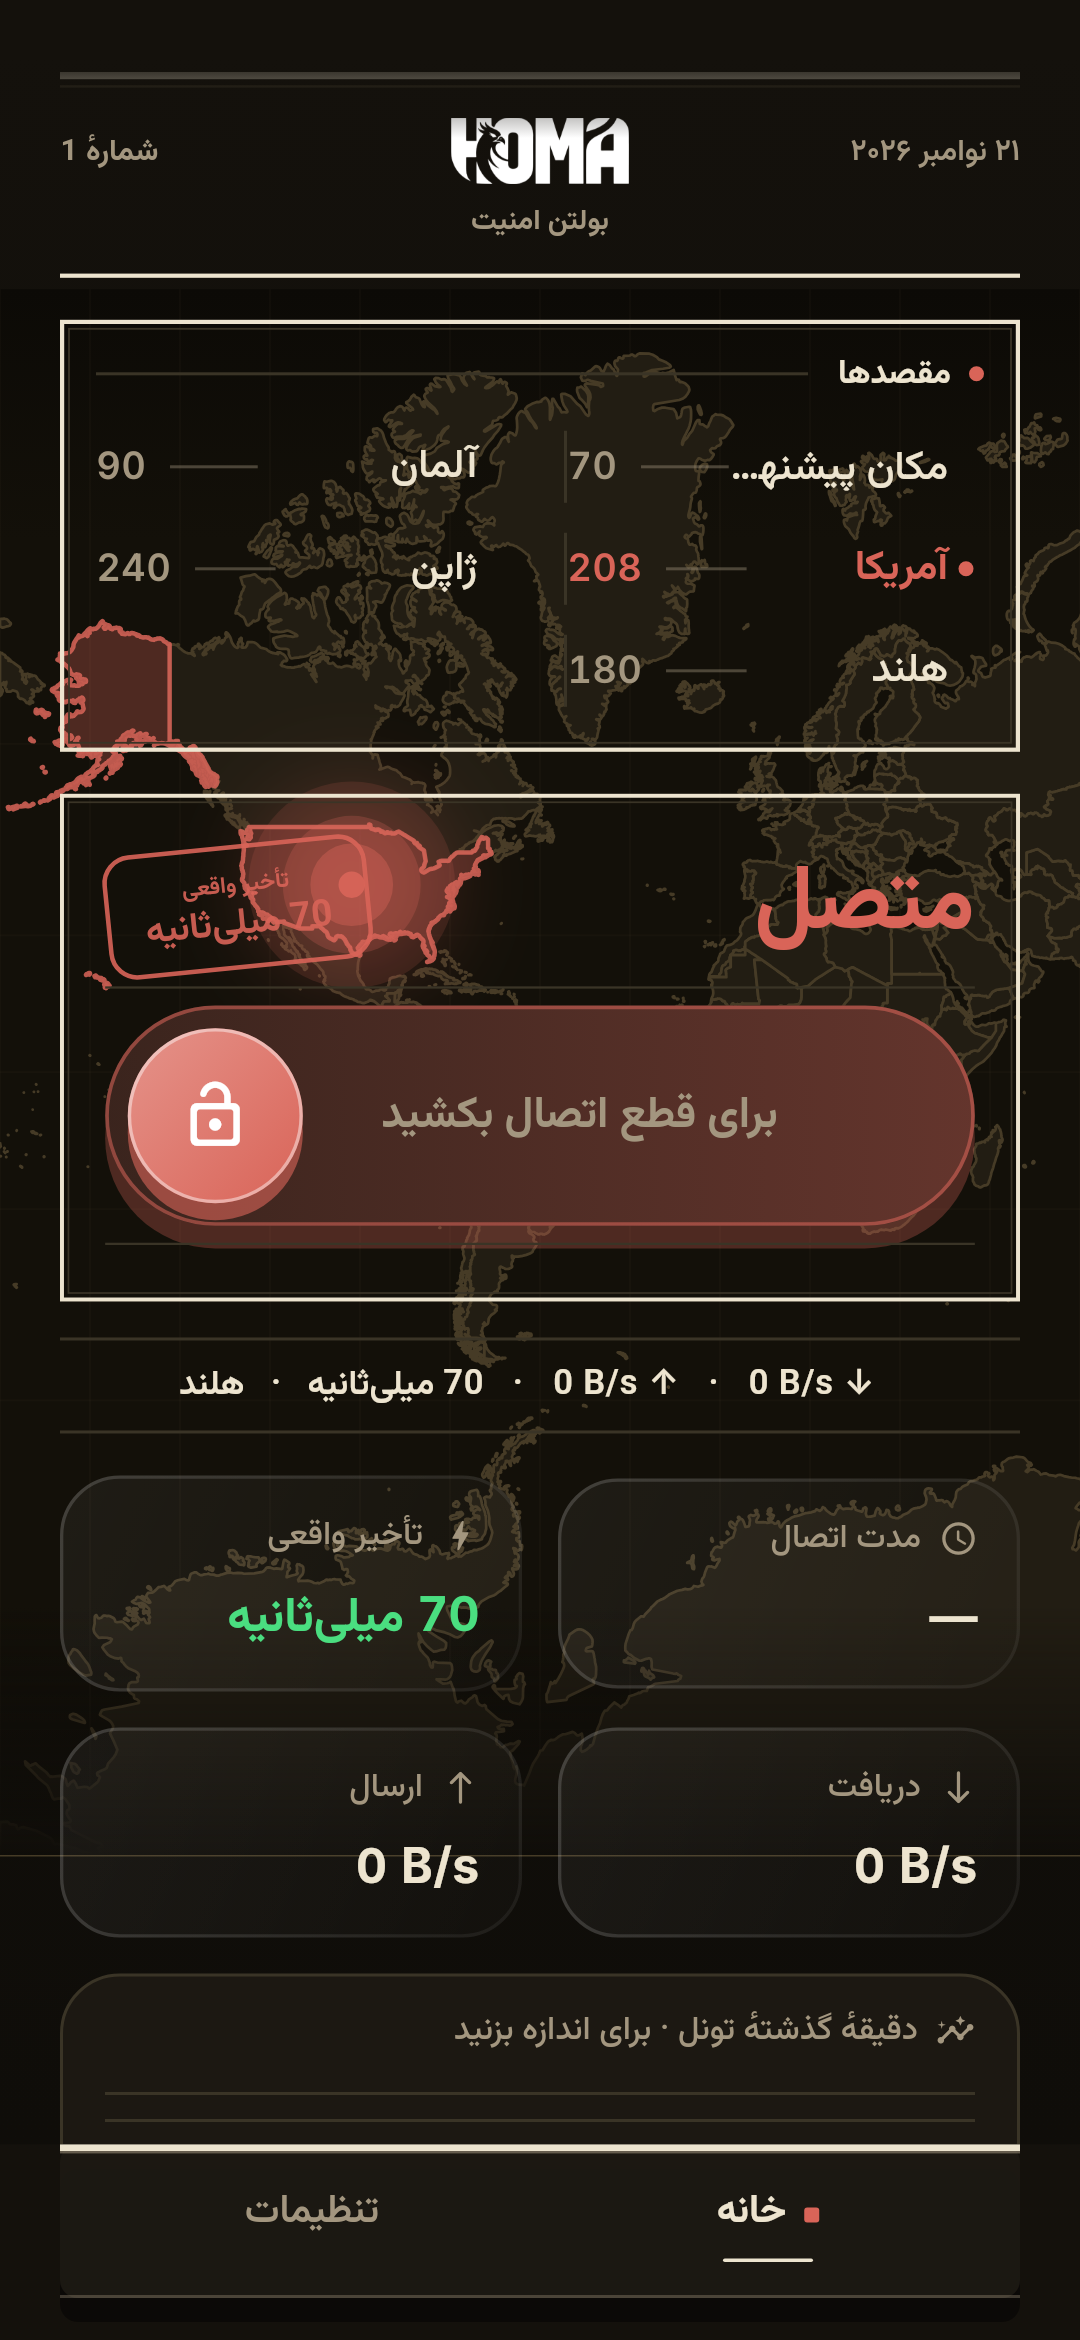 ۲۱ نوامبر ۲۰۲۶
HOMA
شمارهٔ 1
بولتن امنیت
مقصدها
مکان پیشنه... 70
آلمان 90
آمریکا 208
ژاپن 240
هلند 180
متصل
تأخیر واقعی
70 میلی‌ثانیه
برای قطع اتصال بکشید
↓ 0 B/s · ↑ 0 B/s · 70 میلی‌ثانیه · هلند
مدت اتصال
—
تأخیر واقعی
70 میلی‌ثانیه
دریافت
0 B/s
ارسال
0 B/s
دقیقهٔ گذشتهٔ تونل · برای اندازه بزنید
خانه
تنظیمات